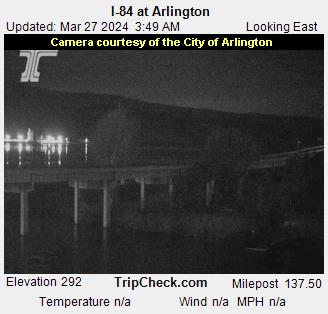 I-84 at Arlington
Updated: Mar 27 2024 3:49 AM Looking East
Camera courtesy of the City of Arlington
Elevation 292 TripCheck.com Milepost 137.50
Temperature n/a Wind n/a MPH n/a